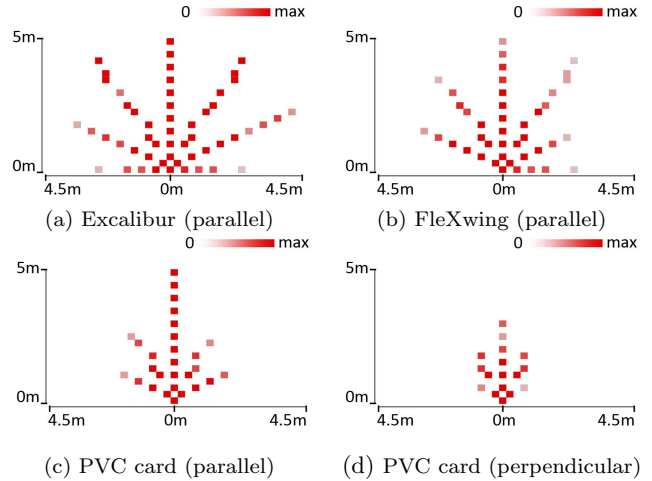 0 max
0 max
5m
5m
0m
0m
4.5m 0m 4.5m
4.5m 0m 4.5m
(a) Excalibur (parallel)
(b) FleXwing (parallel)
0 max
0 max
5m
5m
0m
0m
4.5m 0m 4.5m
4.5m 0m 4.5m
(c) PVC card (parallel)
(d) PVC card (perpendicular)